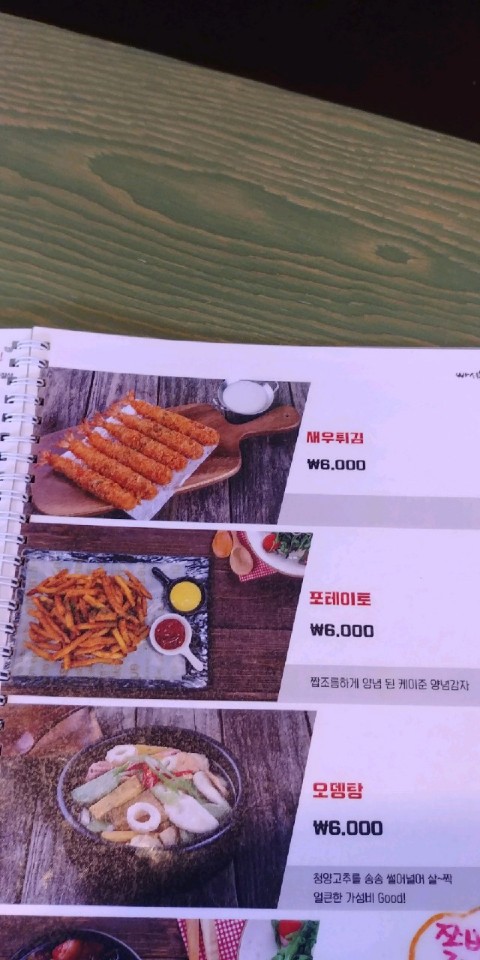 새우튀김
₩6.000
포테이토
₩6.000
짭조름하게 양념 된 케이준 양념감자
오뎅탕
₩6.000
청양고추를 송송 썰어넣어 살~짝
얼큰한 가성비 Good!